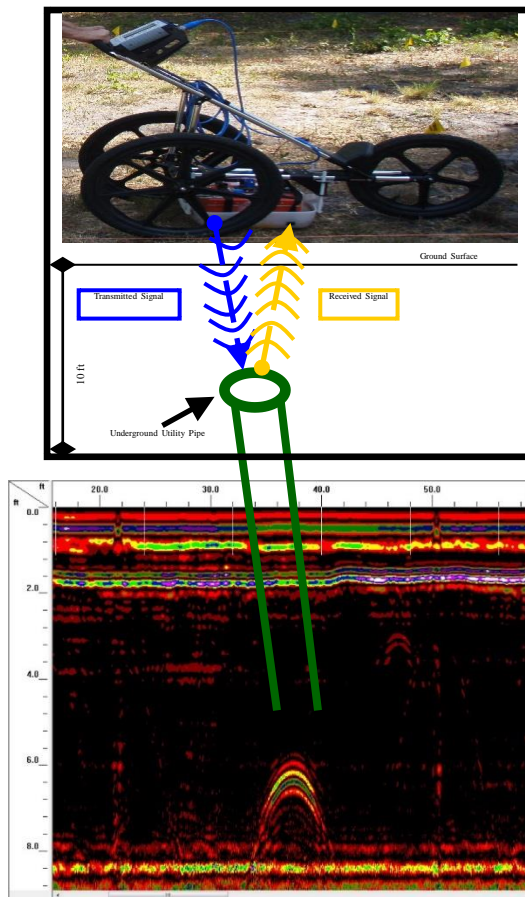 Ground Surface
Transmitted Signal
Received Signal
10 ft
Underground Utility Pipe
ft
ft
20.0
30.0
40.0
50.0
0.0
2.0
4.0
6.0
8.0